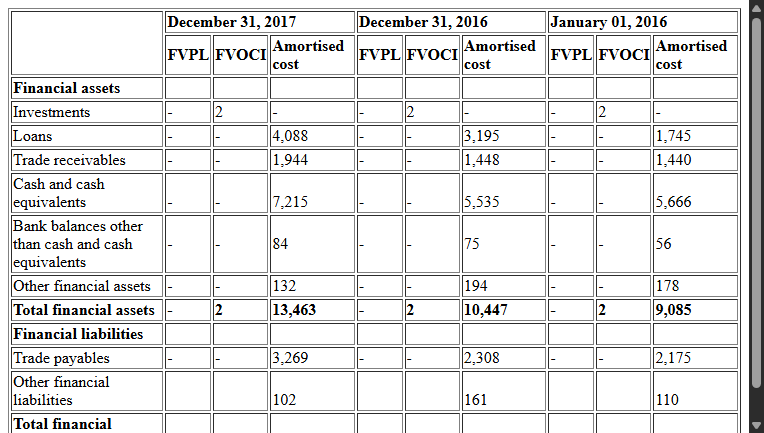 December 31, 2017 December 31, 2016 January 01, 2016
FVPL FVOCI Amortised cost FVPL FVOCI Amortised cost FVPL FVOCI Amortised cost
Financial assets
Investments - 2 - - 2 - - 2 -
Loans - - 4,088 - - 3,195 - - 1,745
Trade receivables - - 1,944 - - 1,448 - - 1,440
Cash and cash
equivalents - - 7,215 - - 5,535 - - 5,666
Bank balances other
than cash and cash - - 84 - - 75 - - 56
equivalents
Other financial assets - - 132 - - 194 - - 178
Total financial assets - 2 13,463 - 2 10,447 - 2 9,085
Financial liabilities
Trade payables - - 3,269 - - 2,308 - - 2,175
Other financial
liabilities 102 161 110
Total financial